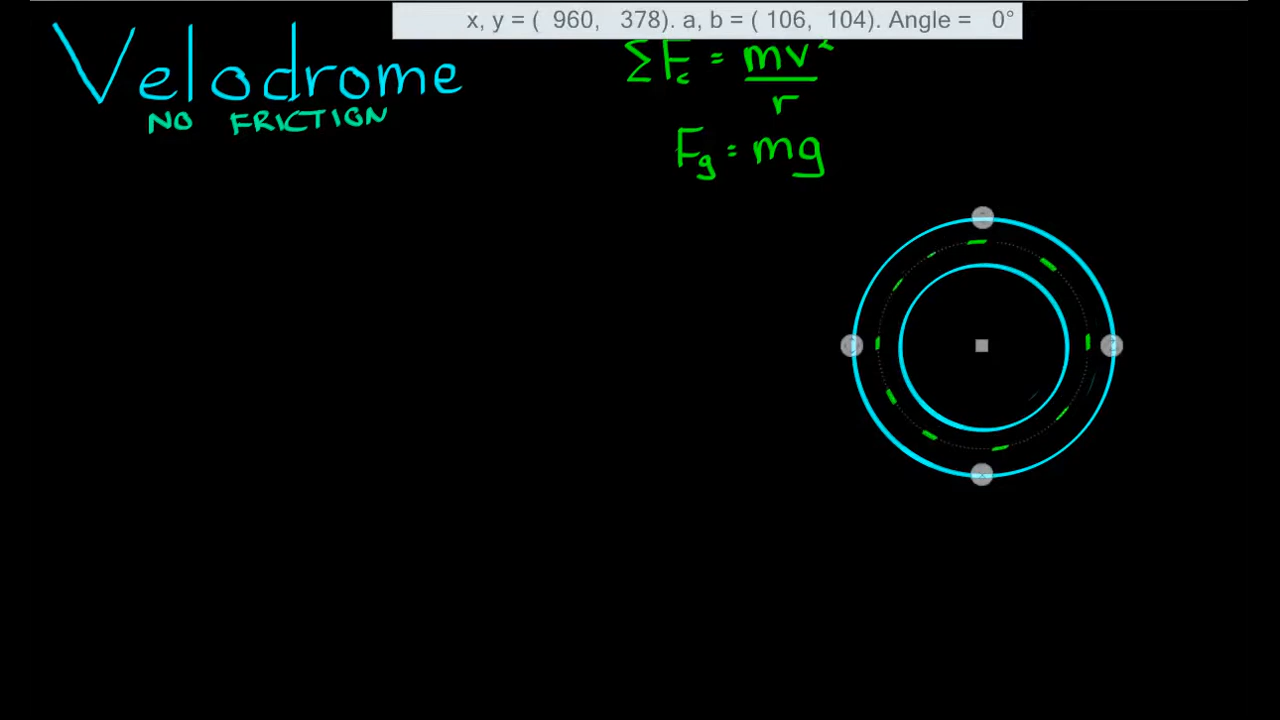 x, y = ( 960, 378). a, b = ( 106, 104). Angle = 0°
Velodrome
NO FRICTION
ΣFc = mv²/r
Fg = mg